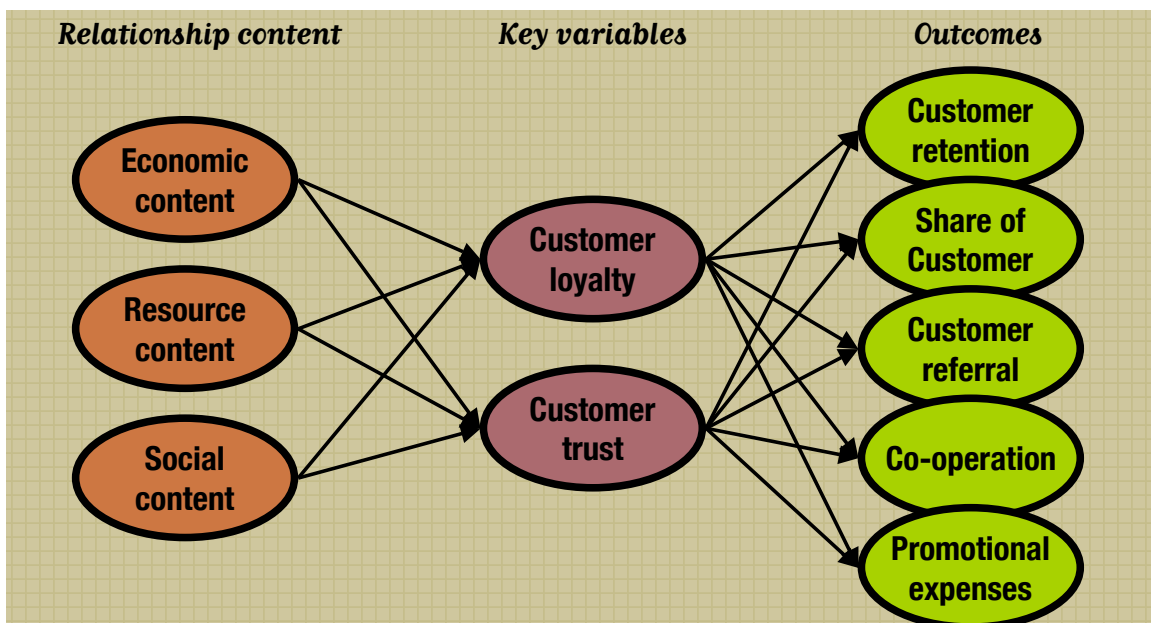 Relationship content
Key variables
Outcomes
Economic
content
Resource
content
Social
content
Customer
loyalty
Customer
trust
Customer
retention
Share of
Customer
Customer
referral
Co-operation
Promotional
expenses